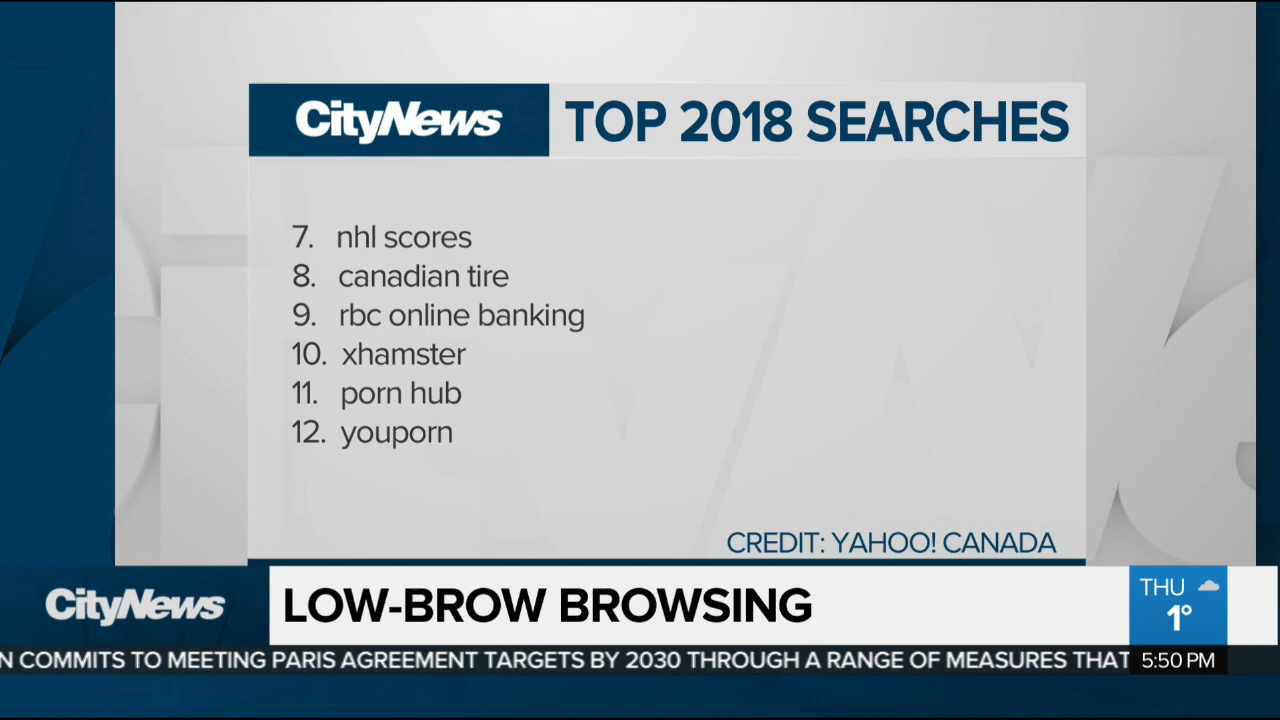 CityNews TOP 2018 SEARCHES
7. nhl scores
8. canadian tire
9. rbc online banking
10. xhamster
11. porn hub
12. youporn
CREDIT: YAHOO! CANADA
CityNews LOW-BROW BROWSING
THU
1°
N COMMITS TO MEETING PARIS AGREEMENT TARGETS BY 2030 THROUGH A RANGE OF MEASURES THAT 5:50 PM